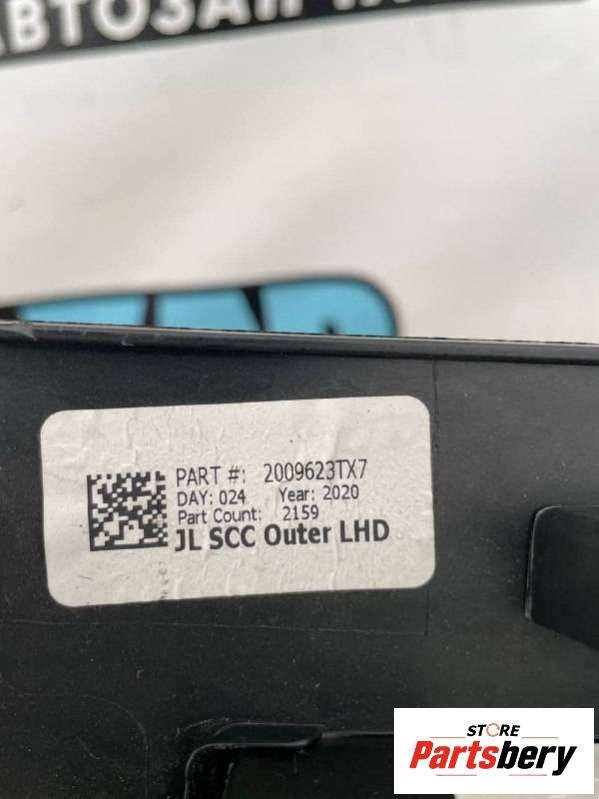 PART #: 2009623TX7
DAY: 024 Year: 2020
Part Count: 2159
JL SCC Outer LHD
STORE
Partsbery